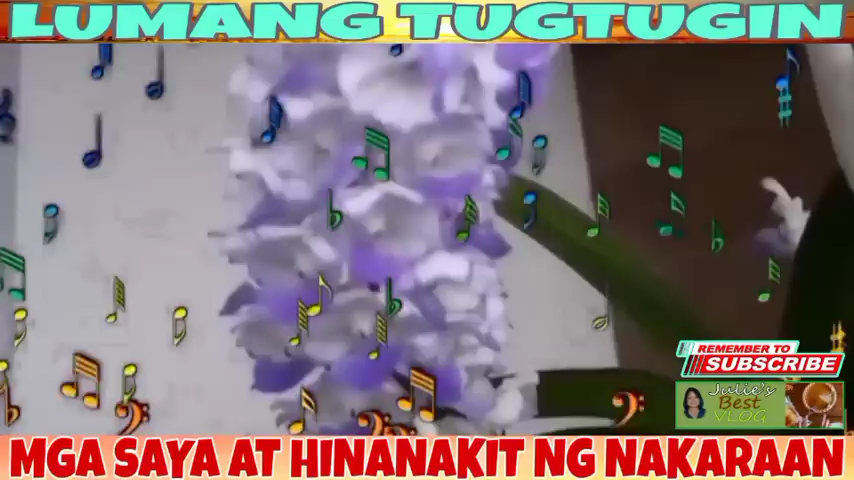 LUMANG TUGTUGIN
REMEMBER TO
SUBSCRIBE
Julie's
Best
VLOG
MGA SAYA AT HINANAKIT NG NAKARAAN